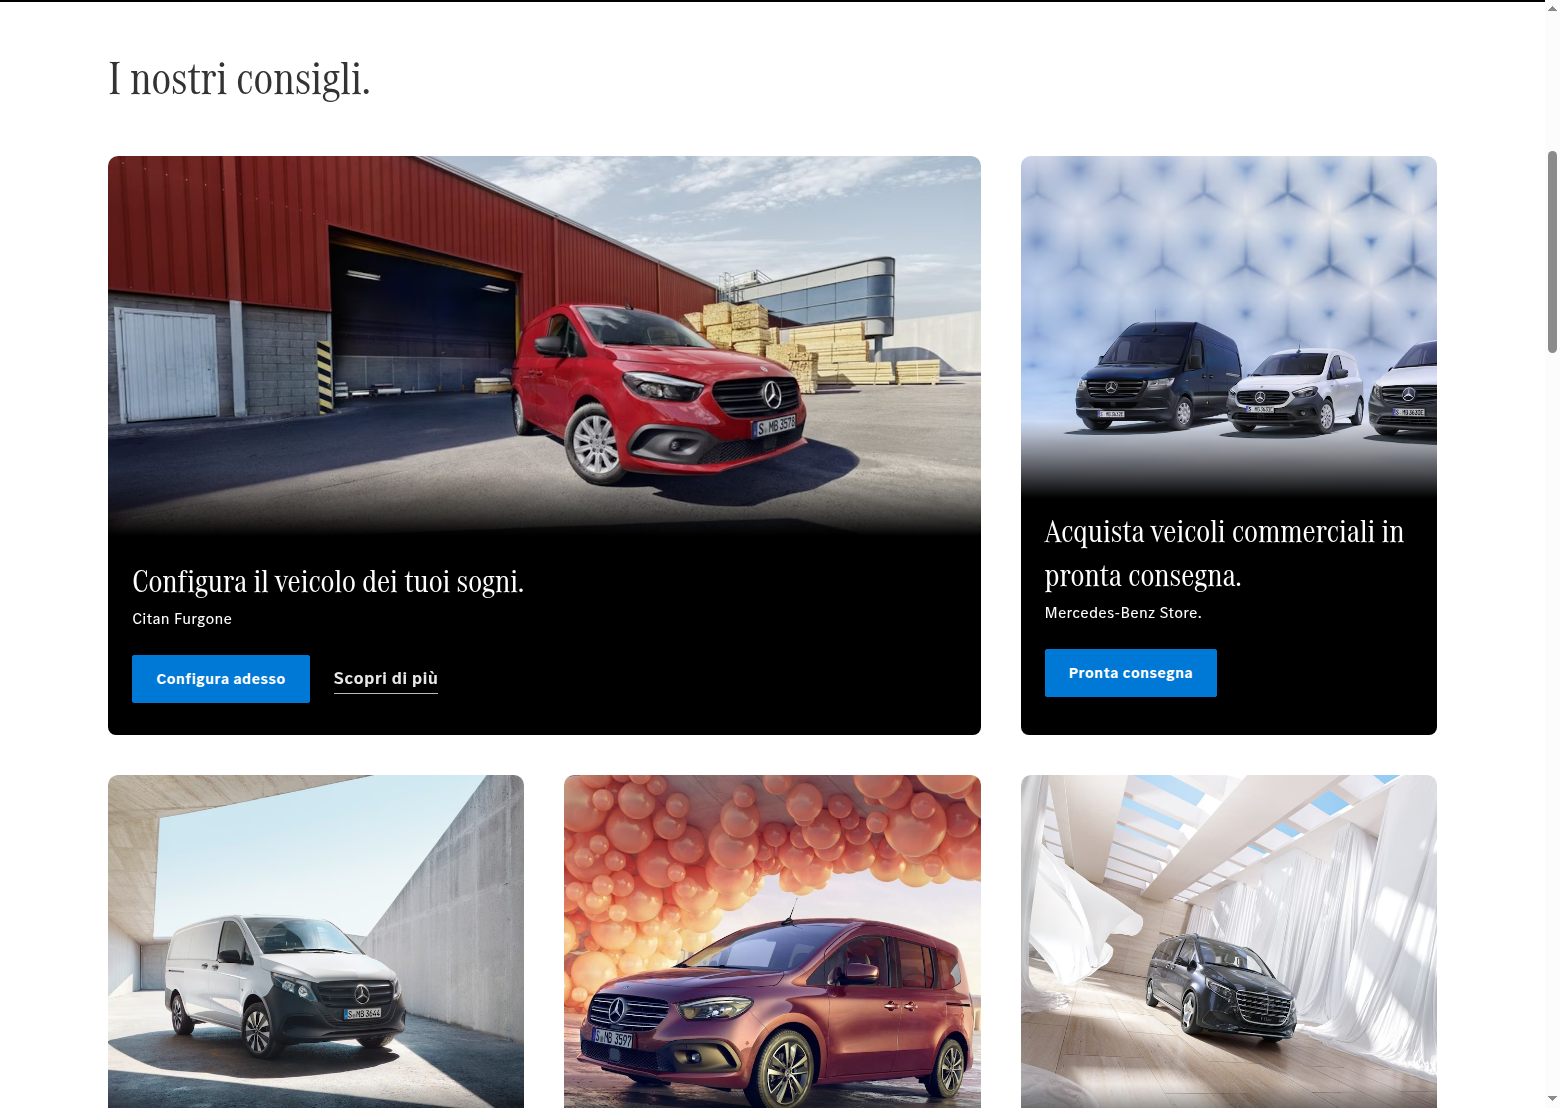 I nostri consigli.
S MB 3578
Configura il veicolo dei tuoi sogni.
Citan Furgone
Configura adesso
Scopri di più
Acquista veicoli commerciali in
pronta consegna.
Mercedes-Benz Store.
Pronta consegna
S MB 3644
S MB 3597